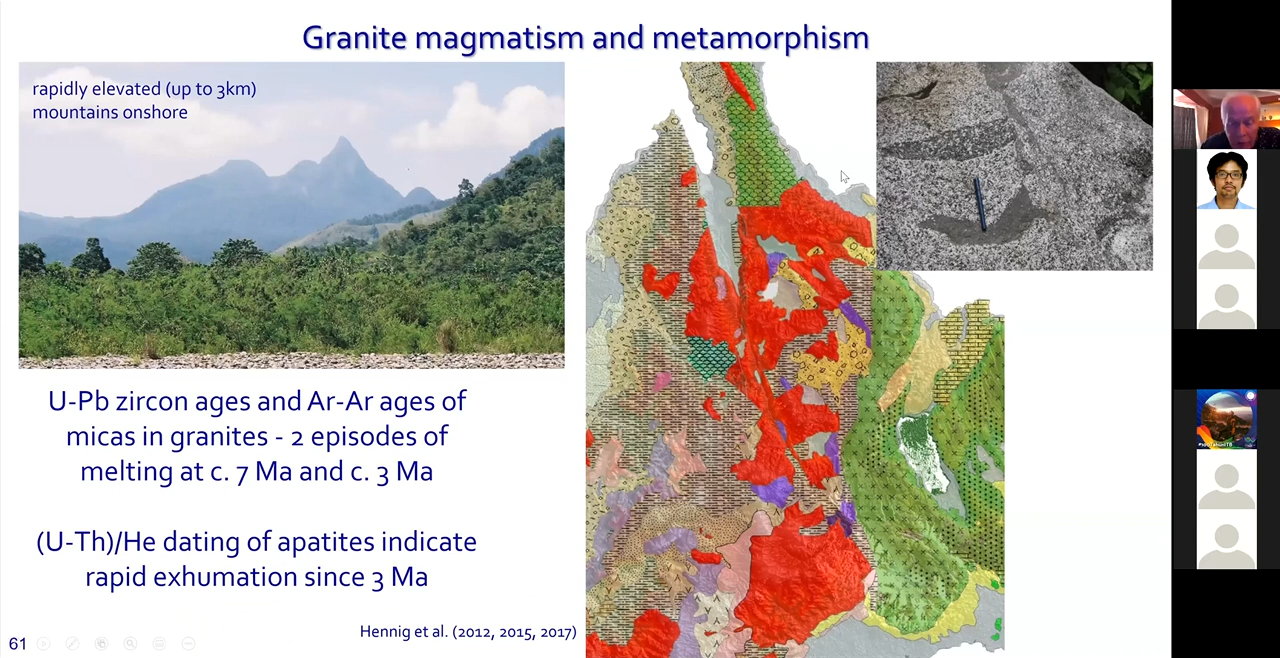 Granite magmatism and metamorphism
rapidly elevated (up to 3km)
mountains onshore
U-Pb zircon ages and Ar-Ar ages of
micas in granites - 2 episodes of
melting at c. 7 Ma and c. 3 Ma
(U-Th)/He dating of apatites indicate
rapid exhumation since 3 Ma
Hennig et al. (2012, 2015, 2017)
61